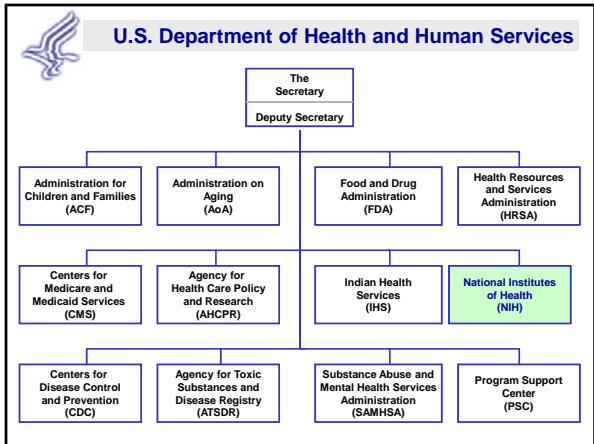 U.S. Department of Health and Human Services
The
Secretary
Deputy Secretary
Administration for
Children and Families
(ACF)
Administration on
Aging
(AoA)
Food and Drug
Administration
(FDA)
Health Resources
and Services
Administration
(HRSA)
Centers for
Medicare and
Medicaid Services
(CMS)
Agency for
Health Care Policy
and Research
(AHCPR)
Indian Health
Services
(IHS)
National Institutes
of Health
(NIH)
Centers for
Disease Control
and Prevention
(CDC)
Agency for Toxic
Substances and
Disease Registry
(ATSDR)
Substance Abuse and
Mental Health Services
Administration
(SAMHSA)
Program Support
Center
(PSC)